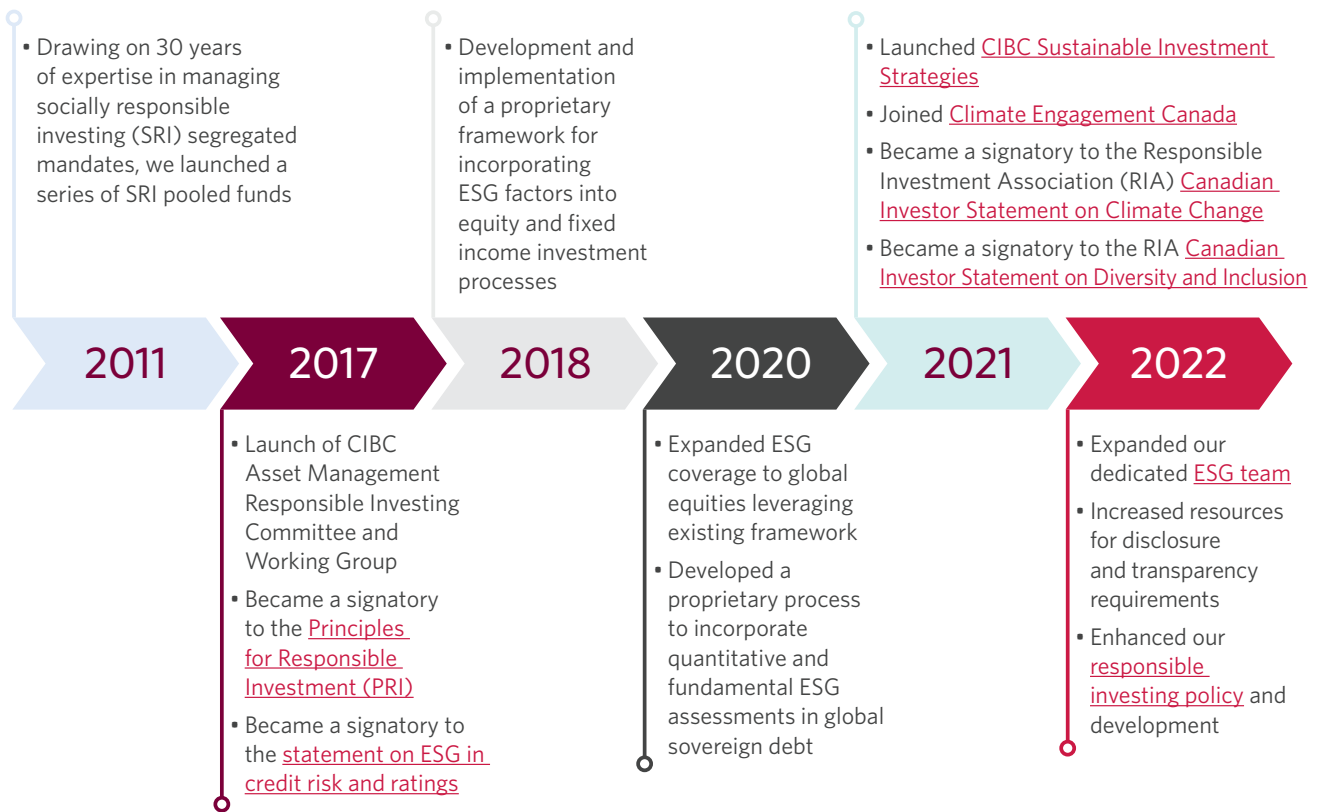 • Drawing on 30 years
of expertise in managing
socially responsible
investing (SRI) segregated
mandates, we launched a
series of SRI pooled funds
• Development and
implementation
of a proprietary
framework for
incorporating
ESG factors into
equity and fixed
income investment
processes
• Launched CIBC Sustainable Investment
Strategies
• Joined Climate Engagement Canada
• Became a signatory to the Responsible
Investment Association (RIA) Canadian
Investor Statement on Climate Change
• Became a signatory to the RIA Canadian
Investor Statement on Diversity and Inclusion
2011 2017 2018 2020 2021 2022
• Launch of CIBC
Asset Management
Responsible Investing
Committee and
Working Group
• Became a signatory
to the Principles
for Responsible
Investment (PRI)
• Became a signatory to
the statement on ESG in
credit risk and ratings
• Expanded ESG
coverage to global
equities leveraging
existing framework
• Developed a
proprietary process
to incorporate
quantitative and
fundamental ESG
assessments in global
sovereign debt
• Expanded our
dedicated ESG team
• Increased resources
for disclosure
and transparency
requirements
• Enhanced our
responsible
investing policy and
development